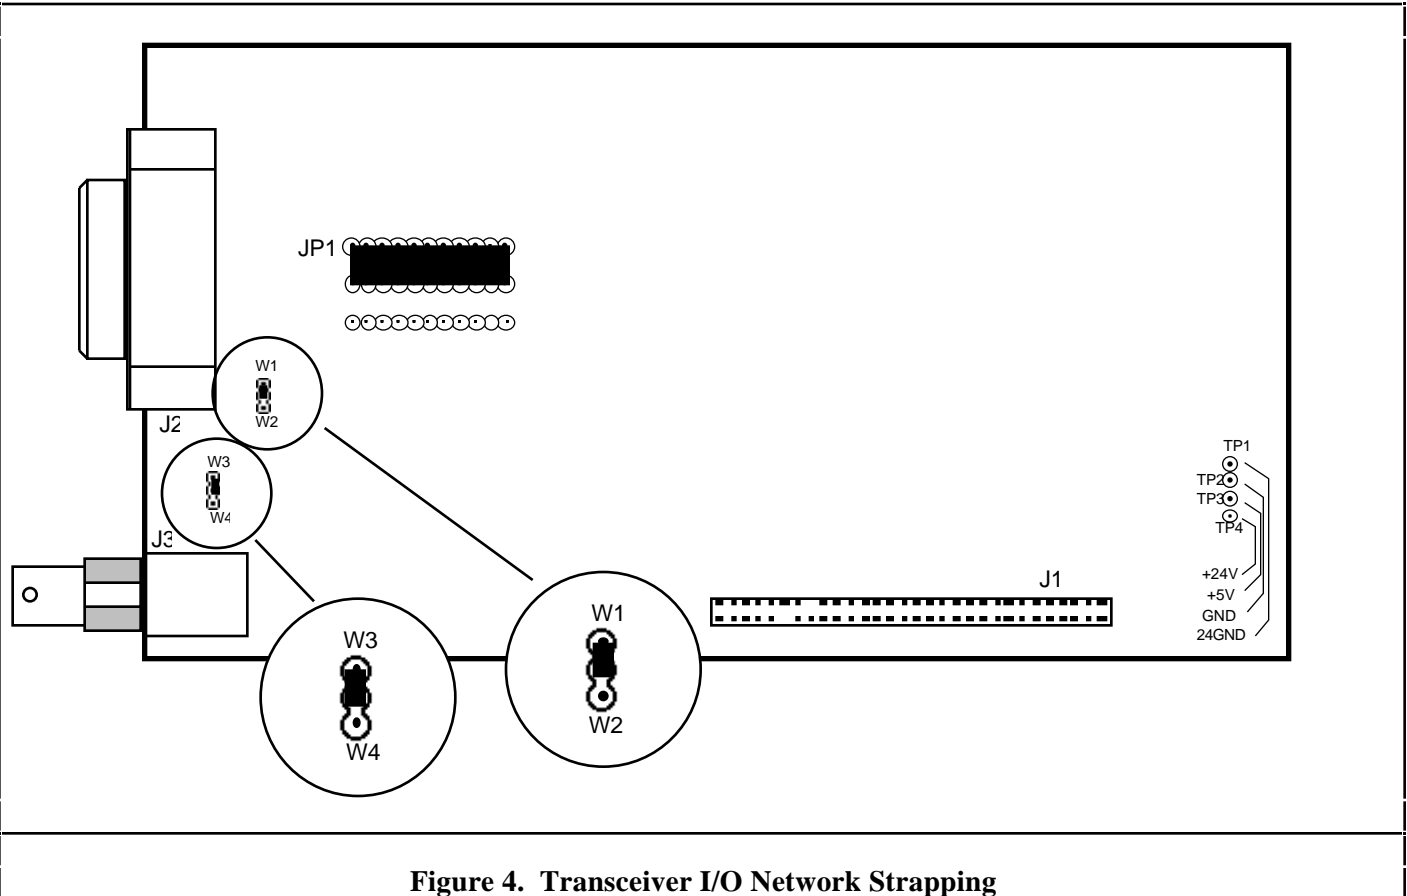 JP1
W1
W2
J2
W3
W4
J3
TP1
TP2
TP3
TP4
+24V
+5V
GND
24GND
J1
W1
W2
W3
W4
Figure 4. Transceiver I/O Network Strapping